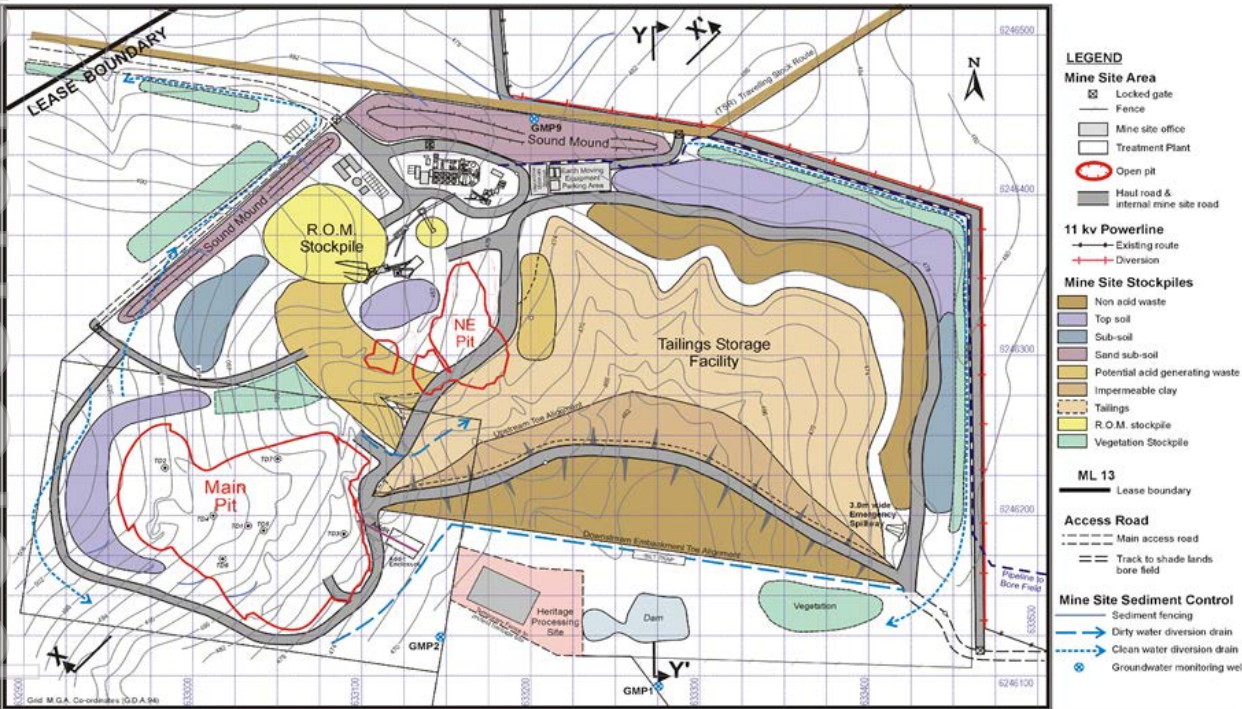 LEASE BOUNDARY
Y
X'
N
(TSR) Travelling Stock Route
6246500
GMP9
Sound Mound
Earth Moving
Equipment
Parking Area
6246400
Sound Mound
R.O.M.
Stockpile
NE
Pit
Tailings Storage
Facility
6246300
Upstream Toe Alignment
Main
Pit
TD2
TD7
TD4
TD1
TD3
3.0m wide
Emergency
Spillway
6246200
Downstream Embankment Toe Alignment
Pipeline to
Bore Field
Heritage
Processing
Site
Dam
Vegetation
GMP2
GMP1
X
Y'
6246100
632900
633000
633100
633200
633300
633400
633500
Grid M.G.A. Co-ordinates (G.D.A 94)
LEGEND
Mine Site Area
Locked gate
Fence
Mine site office
Treatment Plant
Open pit
Haul road &
internal mine site road
11 kv Powerline
Existing route
Diversion
Mine Site Stockpiles
Non acid waste
Top soil
Sub-soil
Sand sub-soil
Potential acid generating waste
Impermeable clay
Tailings
R.O.M. stockpile
Vegetation Stockpile
ML 13
Lease boundary
Access Road
Main access road
Track to shade lands
bore field
Mine Site Sediment Control
Sediment fencing
Dirty water diversion drain
Clean water diversion drain
Groundwater monitoring wel